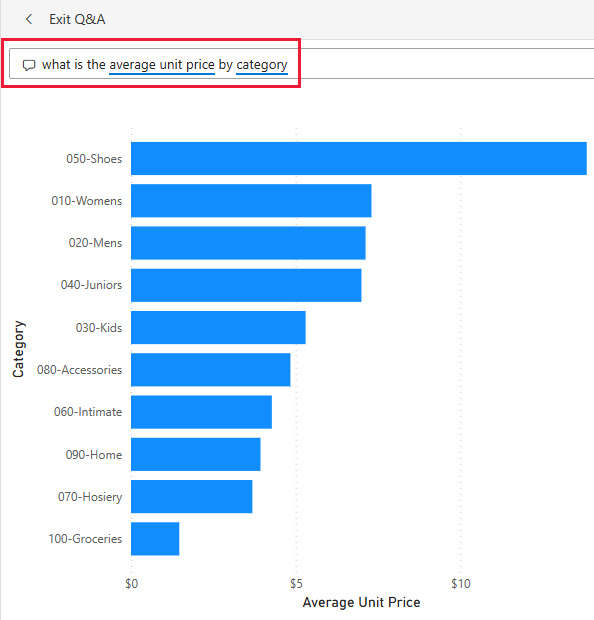 Exit Q&A
what is the average unit price by category
050-Shoes
010-Womens
020-Mens
040-Juniors
030-Kids
080-Accessories
060-Intimate
090-Home
070-Hosiery
100-Groceries
Category
$0 $5 $10
Average Unit Price